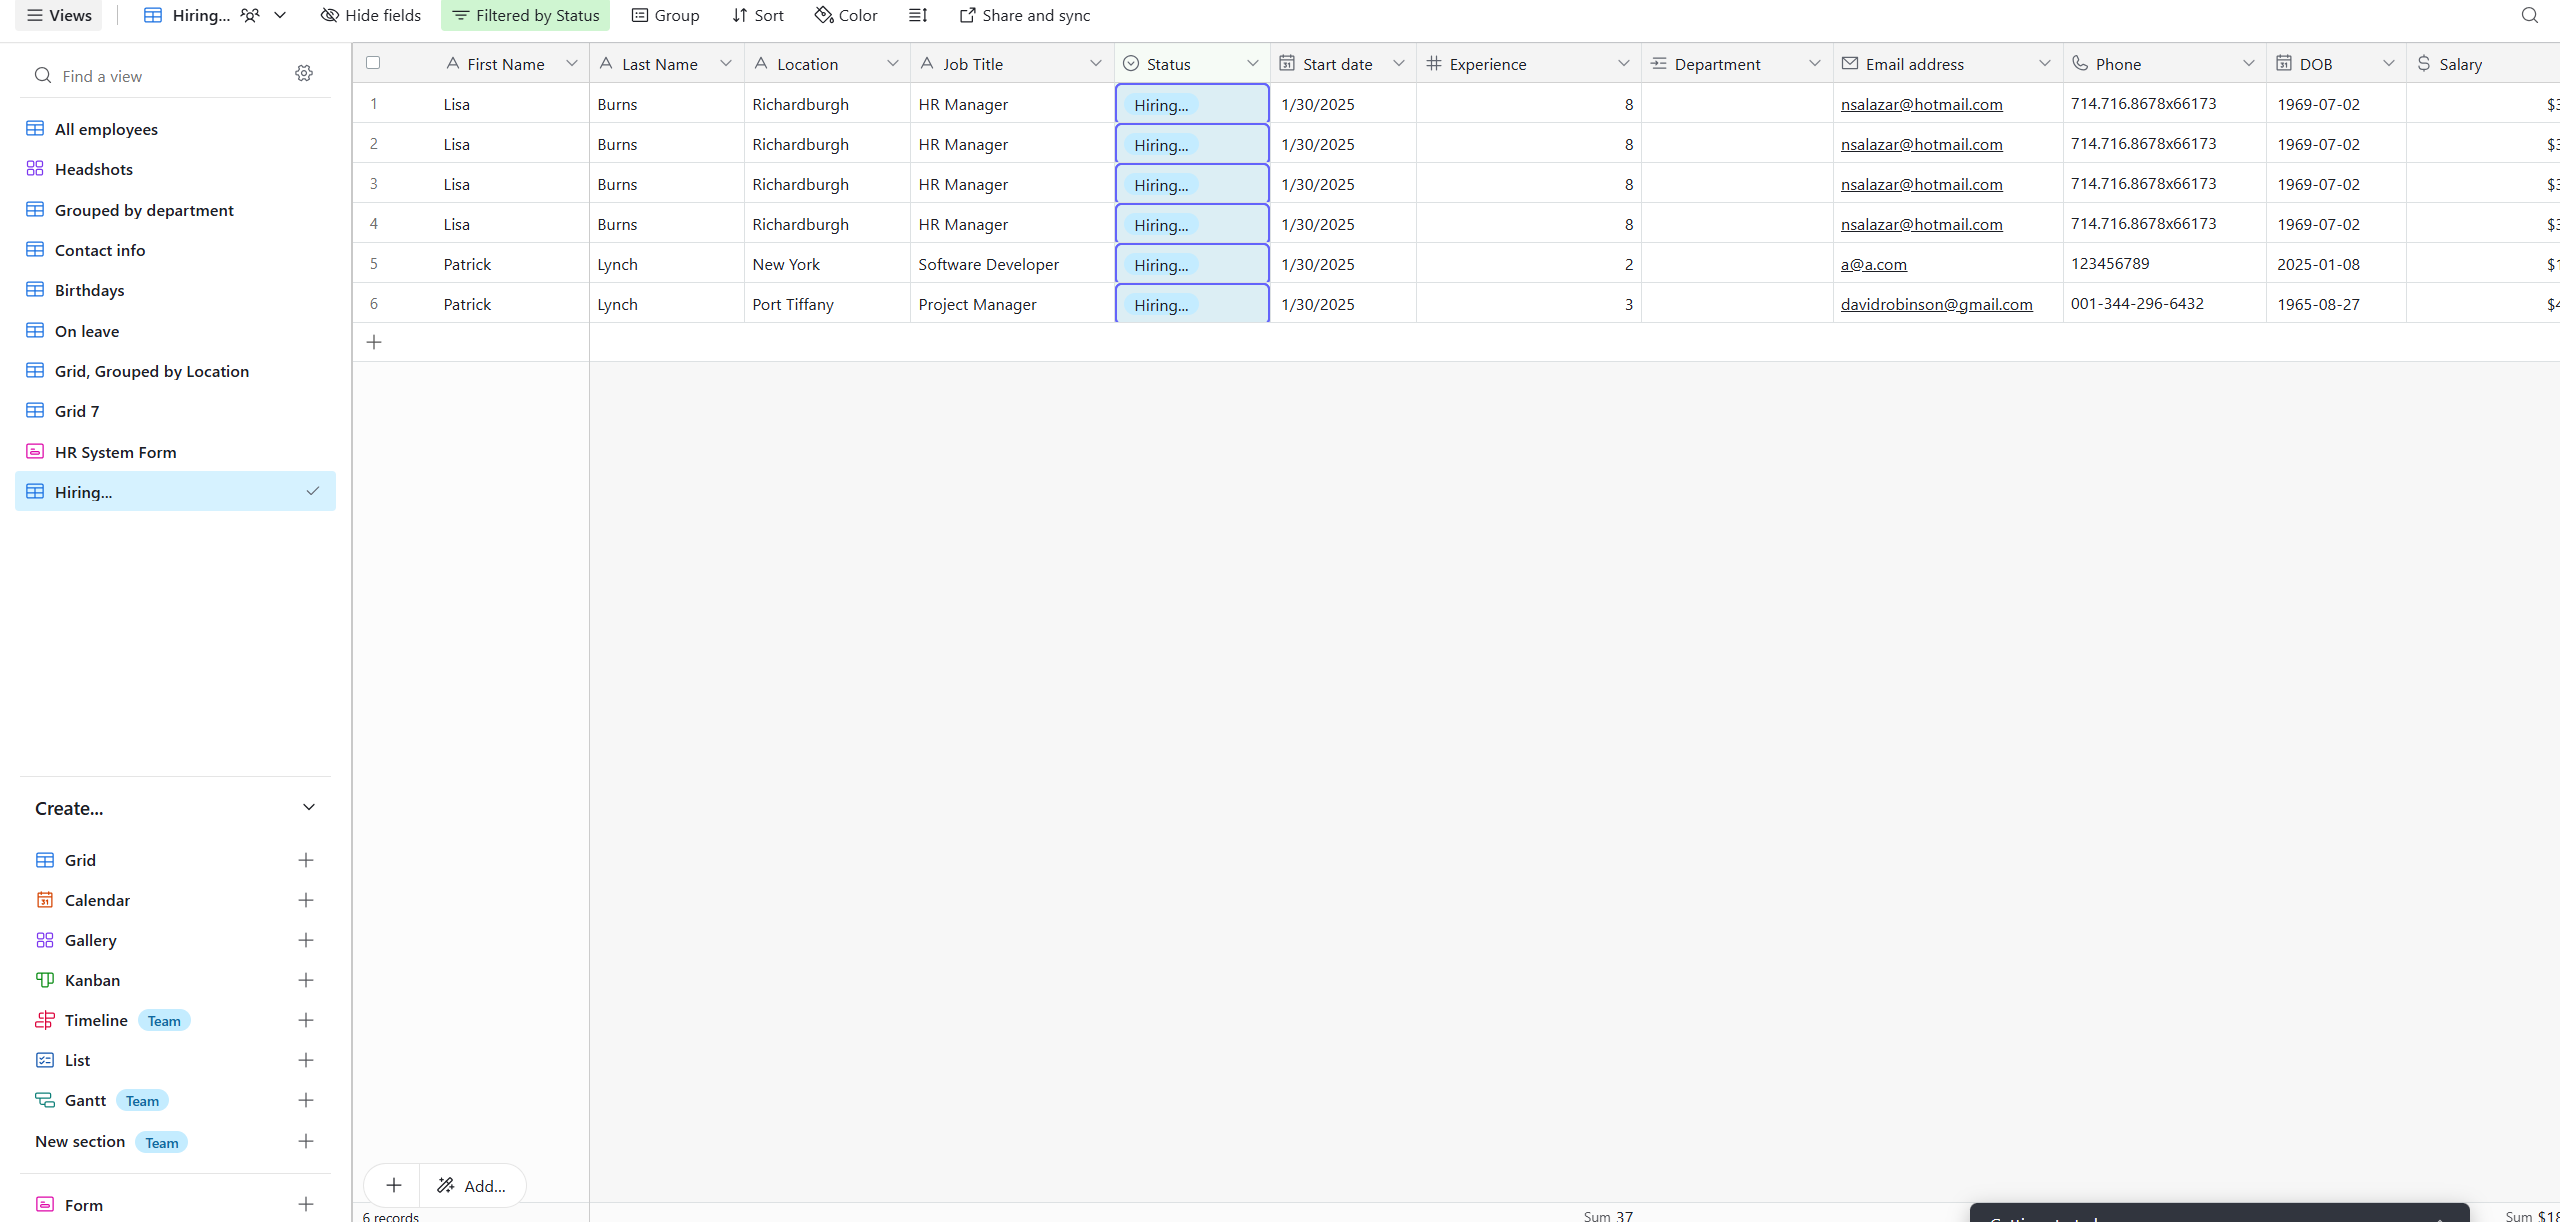 Views Hiring... Hide fields Filtered by Status Group Sort Color Share and sync
Find a view
All employees
Headshots
Grouped by department
Contact info
Birthdays
On leave
Grid, Grouped by Location
Grid 7
HR System Form
Hiring...
Create...
Grid
Calendar
Gallery
Kanban
Timeline Team
List
Gantt Team
New section Team
Form
First Name Last Name Location Job Title Status Start date Experience Department Email address Phone DOB Salary
1 Lisa Burns Richardburgh HR Manager Hiring... 1/30/2025 8 nsalazar@hotmail.com 714.716.8678x66173 1969-07-02
2 Lisa Burns Richardburgh HR Manager Hiring... 1/30/2025 8 nsalazar@hotmail.com 714.716.8678x66173 1969-07-02
3 Lisa Burns Richardburgh HR Manager Hiring... 1/30/2025 8 nsalazar@hotmail.com 714.716.8678x66173 1969-07-02
4 Lisa Burns Richardburgh HR Manager Hiring... 1/30/2025 8 nsalazar@hotmail.com 714.716.8678x66173 1969-07-02
5 Patrick Lynch New York Software Developer Hiring... 1/30/2025 2 a@a.com 123456789 2025-01-08
6 Patrick Lynch Port Tiffany Project Manager Hiring... 1/30/2025 3 davidrobinson@gmail.com 001-344-296-6432 1965-08-27
Add...
6 records Sum 37 Sum